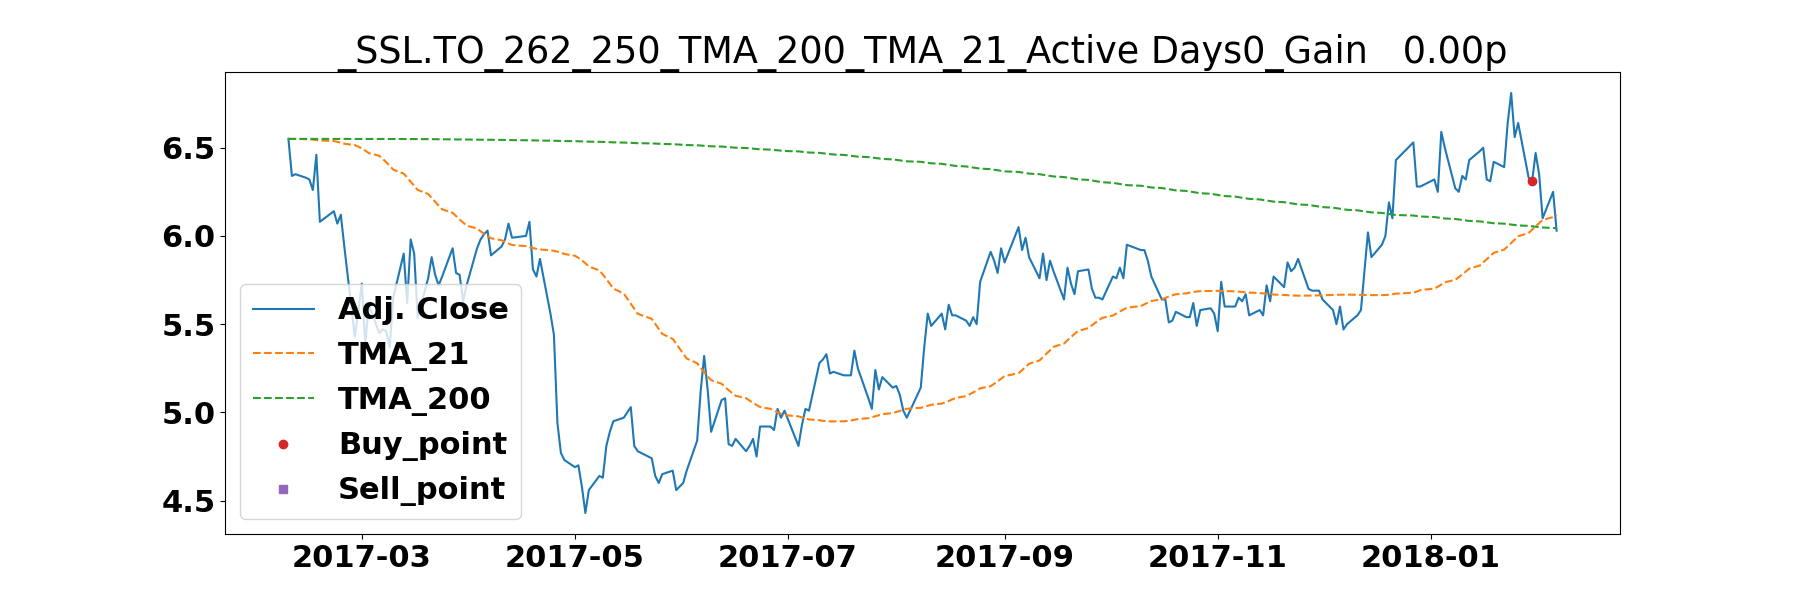 _SSL.TO_262_250_TMA_200_TMA_21_Active Days0_Gain   0.00p
6.5
6.0
5.5
5.0
4.5
Adj. Close
TMA_21
TMA_200
Buy_point
Sell_point
2017-03 2017-05 2017-07 2017-09 2017-11 2018-01